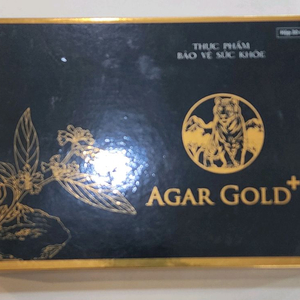 THỰC PHẨM
BẢO VỆ SỨC KHỎE
AGAR GOLD+